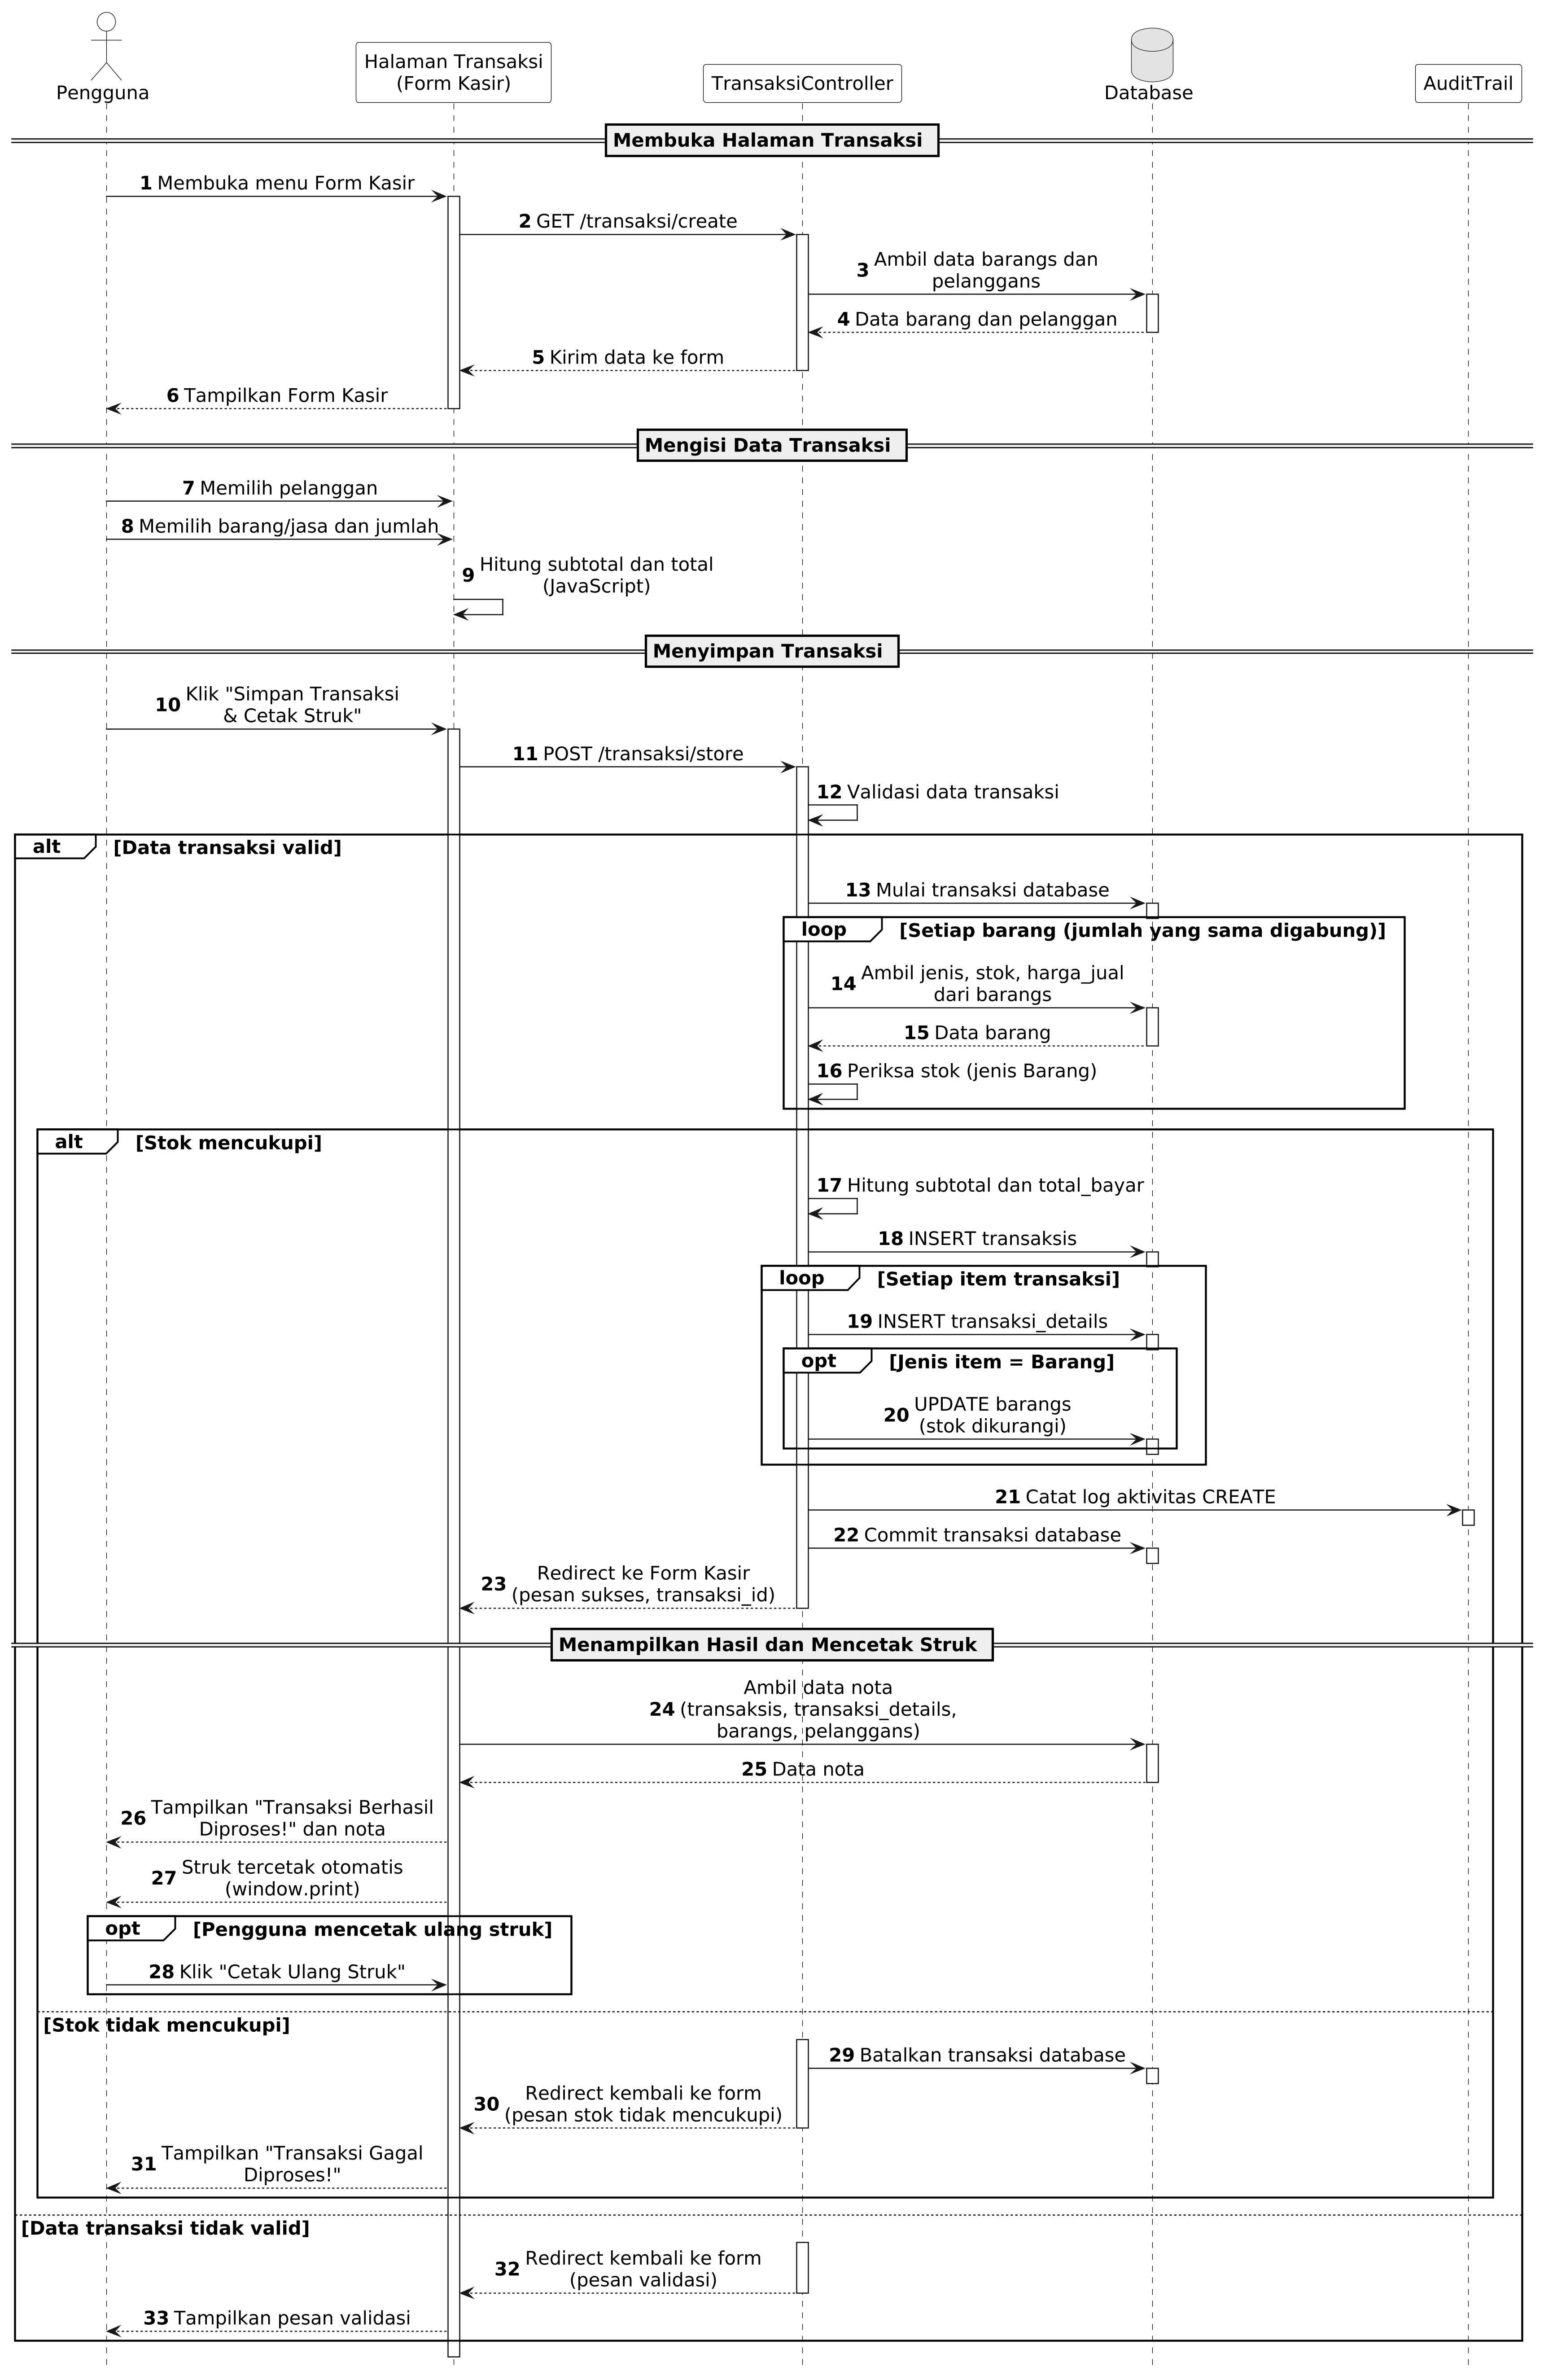 Pengguna
Halaman Transaksi
(Form Kasir)
TransaksiController
Database
AuditTrail
Membuka Halaman Transaksi
1 Membuka menu Form Kasir
2 GET /transaksi/create
3 Ambil data barangs dan
pelanggans
4 Data barang dan pelanggan
5 Kirim data ke form
6 Tampilkan Form Kasir
Mengisi Data Transaksi
7 Memilih pelanggan
8 Memilih barang/jasa dan jumlah
9 Hitung subtotal dan total
(JavaScript)
Menyimpan Transaksi
10 Klik "Simpan Transaksi
& Cetak Struk"
11 POST /transaksi/store
12 Validasi data transaksi
alt [Data transaksi valid]
13 Mulai transaksi database
loop [Setiap barang (jumlah yang sama digabung)]
14 Ambil jenis, stok, harga_jual
dari barangs
15 Data barang
16 Periksa stok (jenis Barang)
alt [Stok mencukupi]
17 Hitung subtotal dan total_bayar
18 INSERT transaksis
loop [Setiap item transaksi]
19 INSERT transaksi_details
opt [Jenis item = Barang]
20 UPDATE barangs
(stok dikurangi)
21 Catat log aktivitas CREATE
22 Commit transaksi database
23 Redirect ke Form Kasir
(pesan sukses, transaksi_id)
Menampilkan Hasil dan Mencetak Struk
Ambil data nota
24 (transaksis, transaksi_details,
barangs, pelanggans)
25 Data nota
26 Tampilkan "Transaksi Berhasil
Diproses!" dan nota
27 Struk tercetak otomatis
(window.print)
opt [Pengguna mencetak ulang struk]
28 Klik "Cetak Ulang Struk"
[Stok tidak mencukupi]
29 Batalkan transaksi database
30 Redirect kembali ke form
(pesan stok tidak mencukupi)
31 Tampilkan "Transaksi Gagal
Diproses!"
[Data transaksi tidak valid]
32 Redirect kembali ke form
(pesan validasi)
33 Tampilkan pesan validasi